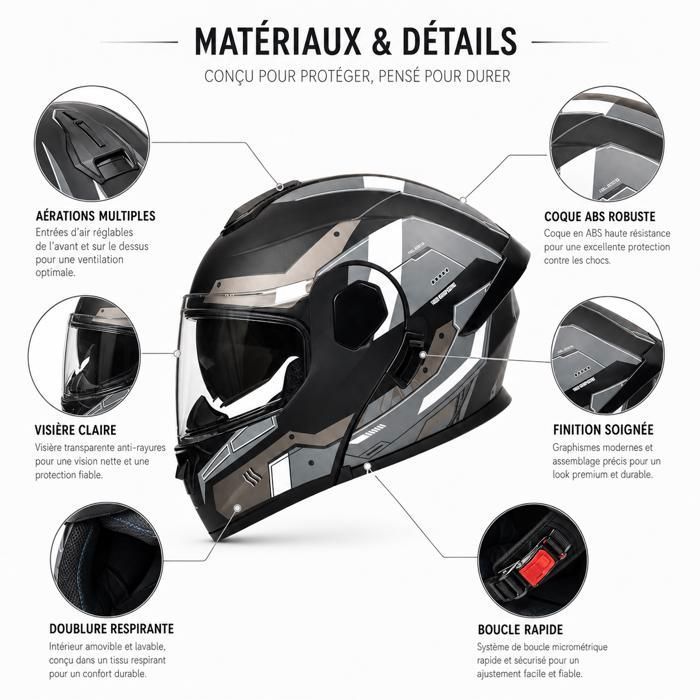 MATÉRIAUX & DÉTAILS
CONÇU POUR PROTÉGER, PENSÉ POUR DURER
AÉRATIONS MULTIPLES
Entrées d'air réglables
de l'avant et sur le dessus
pour une ventilation
optimale.
COQUE ABS ROBUSTE
Coque en ABS haute résistance
pour une excellente protection
contre les chocs.
VISIÈRE CLAIRE
Visière transparente anti-rayures
pour une vision nette et une
protection fiable.
FINITION SOIGNÉE
Graphismes modernes et
assemblage précis pour un
look premium et durable.
DOUBLURE RESPIRANTE
Intérieur amovible et lavable,
conçu dans un tissu respirant
pour un confort durable.
BOUCLE RAPIDE
Système de boucle micrométrique
rapide et sécurisé pour un
ajustement facile et fiable.